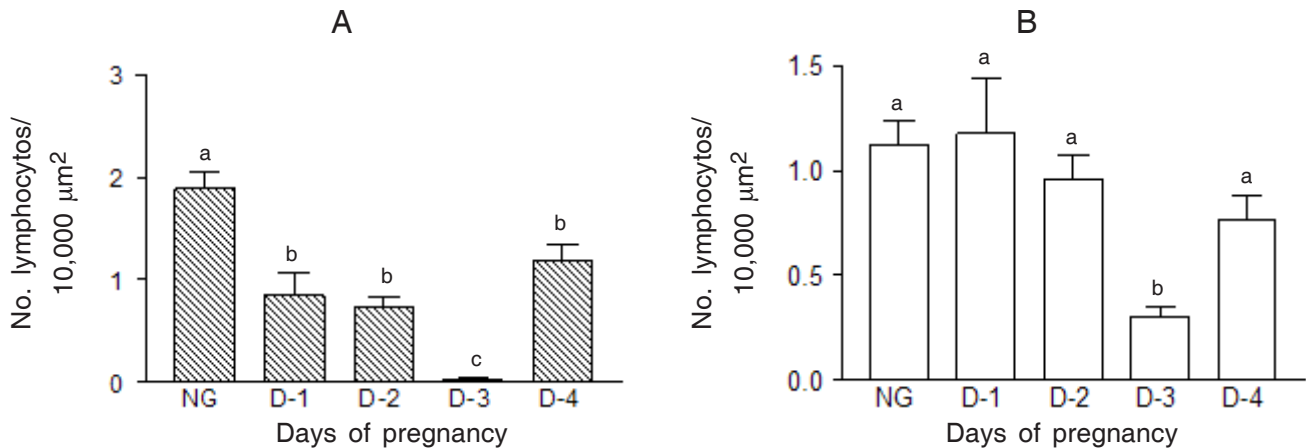 A
No. lymphocytos/
10,000 µm²
3
2
1
0
a
b
b
c
b
NG D-1 D-2 D-3 D-4
Days of pregnancy
B
No. lymphocytos/
10,000 µm²
1.5
1.0
0.5
0.0
a
a
a
b
a
NG D-1 D-2 D-3 D-4
Days of pregnancy